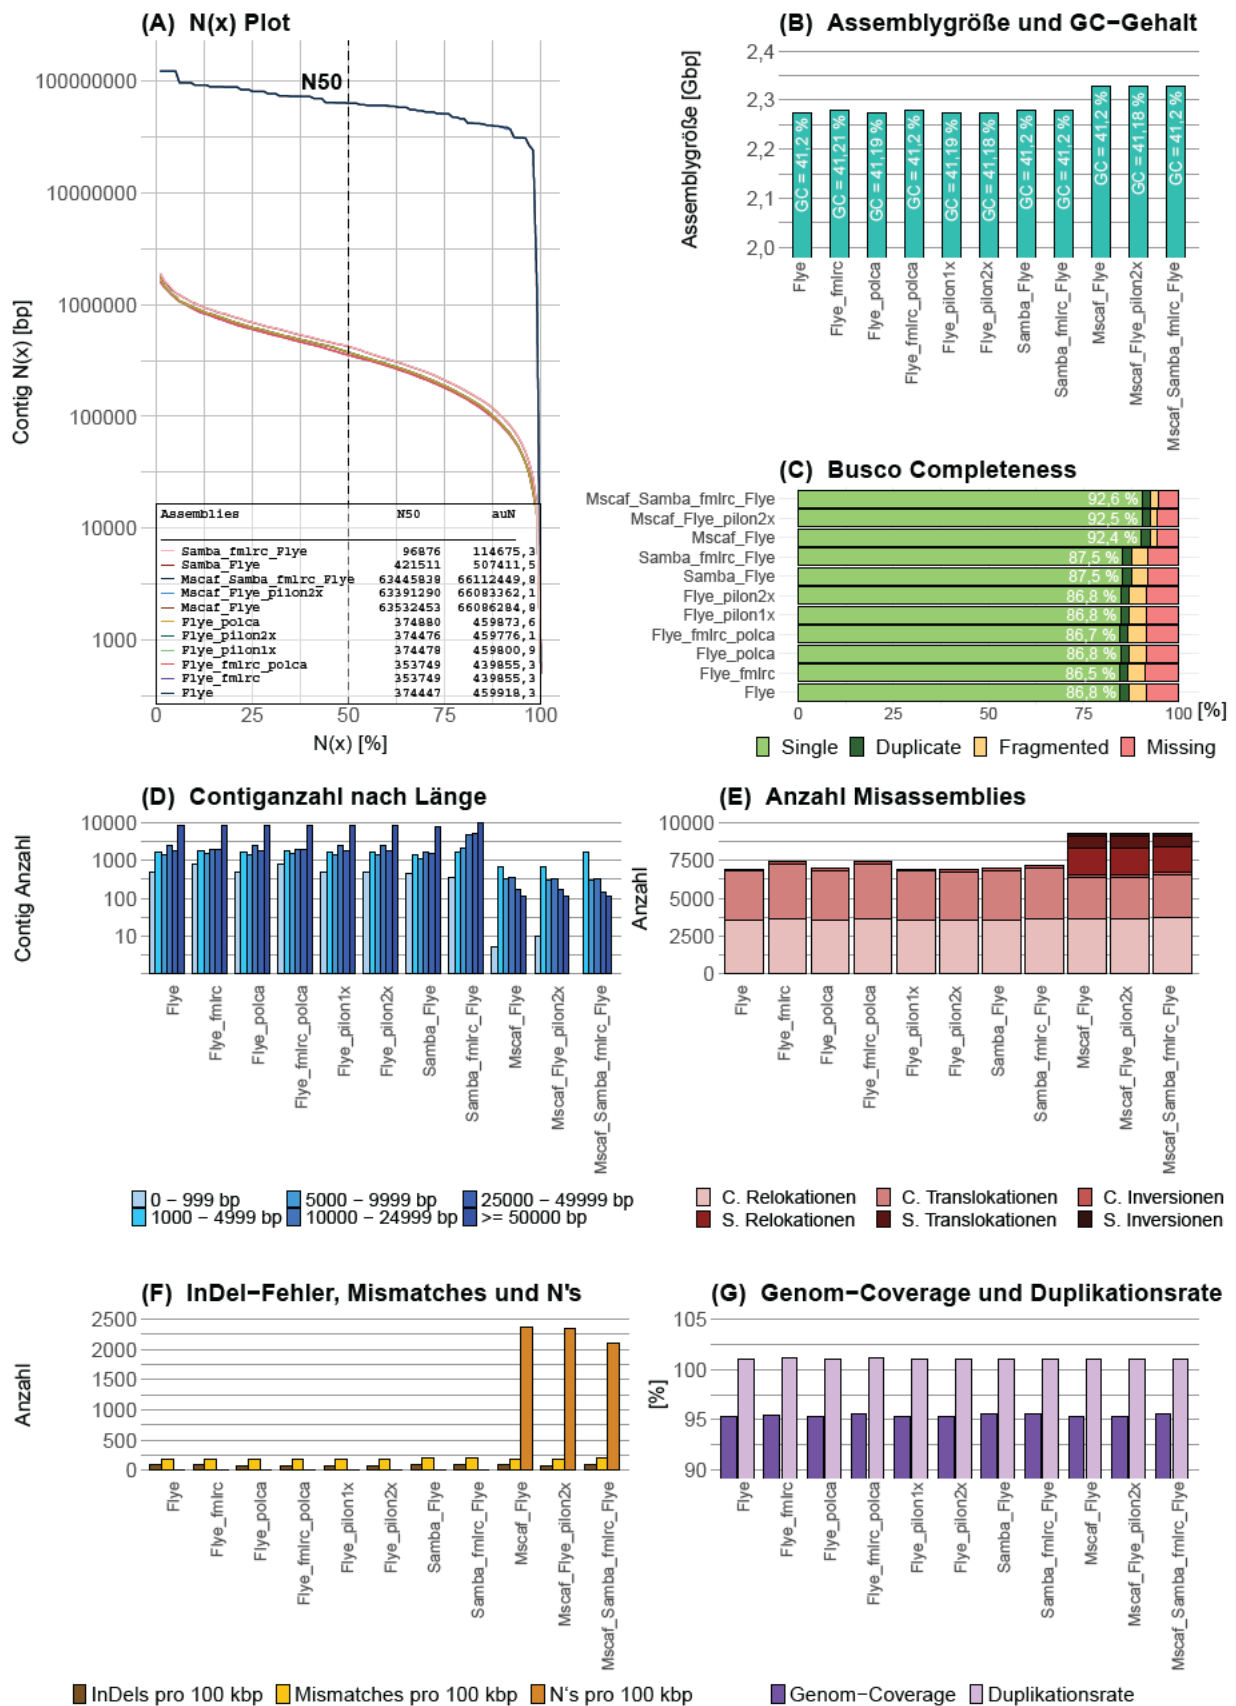 (A) N(x) Plot
Contig N(x) [bp]
100000000
10000000
1000000
100000
10000
1000
N50
Assemblies N50 auN
Samba_fmlrc_Flye 96876 114675,3
Samba_Flye 421511 507411,5
Mscaf_Samba_fmlrc_Flye 63445838 66112449,8
Mscaf_Flye_pilon2x 63391290 66083362,1
Mscaf_Flye 63532453 66086284,8
Flye_polca 374880 459873,6
Flye_pilon2x 374476 459776,1
Flye_pilon1x 374478 459800,9
Flye_fmlrc_polca 353749 439855,3
Flye_fmlrc 353749 439855,3
Flye 374447 459918,3
0 25 50 75 100
N(x) [%]
(B) Assemblygröße und GC−Gehalt
Assemblygröße [Gbp]
2,4
2,3
2,2
2,1
2,0
GC = 41,2 %
GC = 41,21 %
GC = 41,19 %
GC = 41,2 %
GC = 41,19 %
GC = 41,18 %
GC = 41,2 %
GC = 41,2 %
GC = 41,2 %
GC = 41,18 %
GC = 41,2 %
Flye
Flye_fmlrc
Flye_polca
Flye_fmlrc_polca
Flye_pilon1x
Flye_pilon2x
Samba_Flye
Samba_fmlrc_Flye
Mscaf_Flye
Mscaf_Flye_pilon2x
Mscaf_Samba_fmlrc_Flye
(C) Busco Completeness
Mscaf_Samba_fmlrc_Flye 92,6 %
Mscaf_Flye_pilon2x 92,5 %
Mscaf_Flye 92,4 %
Samba_fmlrc_Flye 87,5 %
Samba_Flye 87,5 %
Flye_pilon2x 86,8 %
Flye_pilon1x 86,8 %
Flye_fmlrc_polca 86,7 %
Flye_polca 86,8 %
Flye_fmlrc 86,5 %
Flye 86,8 %
0 25 50 75 100 [%]
Single Duplicate Fragmented Missing
(D) Contiganzahl nach Länge
Contig Anzahl
10000
1000
100
10
Flye
Flye_fmlrc
Flye_polca
Flye_fmlrc_polca
Flye_pilon1x
Flye_pilon2x
Samba_Flye
Samba_fmlrc_Flye
Mscaf_Flye
Mscaf_Flye_pilon2x
Mscaf_Samba_fmlrc_Flye
0 − 999 bp 5000 − 9999 bp 25000 − 49999 bp
1000 − 4999 bp 10000 − 24999 bp >= 50000 bp
(E) Anzahl Misassemblies
Anzahl
10000
7500
5000
2500
0
Flye
Flye_fmlrc
Flye_polca
Flye_fmlrc_polca
Flye_pilon1x
Flye_pilon2x
Samba_Flye
Samba_fmlrc_Flye
Mscaf_Flye
Mscaf_Flye_pilon2x
Mscaf_Samba_fmlrc_Flye
C. Relokationen C. Translokationen C. Inversionen
S. Relokationen S. Translokationen S. Inversionen
(F) InDel−Fehler, Mismatches und N's
Anzahl
2500
2000
1500
1000
500
0
Flye
Flye_fmlrc
Flye_polca
Flye_fmlrc_polca
Flye_pilon1x
Flye_pilon2x
Samba_Flye
Samba_fmlrc_Flye
Mscaf_Flye
Mscaf_Flye_pilon2x
Mscaf_Samba_fmlrc_Flye
InDels pro 100 kbp Mismatches pro 100 kbp N's pro 100 kbp
(G) Genom−Coverage und Duplikationsrate
[%]
105
100
95
90
Flye
Flye_fmlrc
Flye_polca
Flye_fmlrc_polca
Flye_pilon1x
Flye_pilon2x
Samba_Flye
Samba_fmlrc_Flye
Mscaf_Flye
Mscaf_Flye_pilon2x
Mscaf_Samba_fmlrc_Flye
Genom−Coverage Duplikationsrate